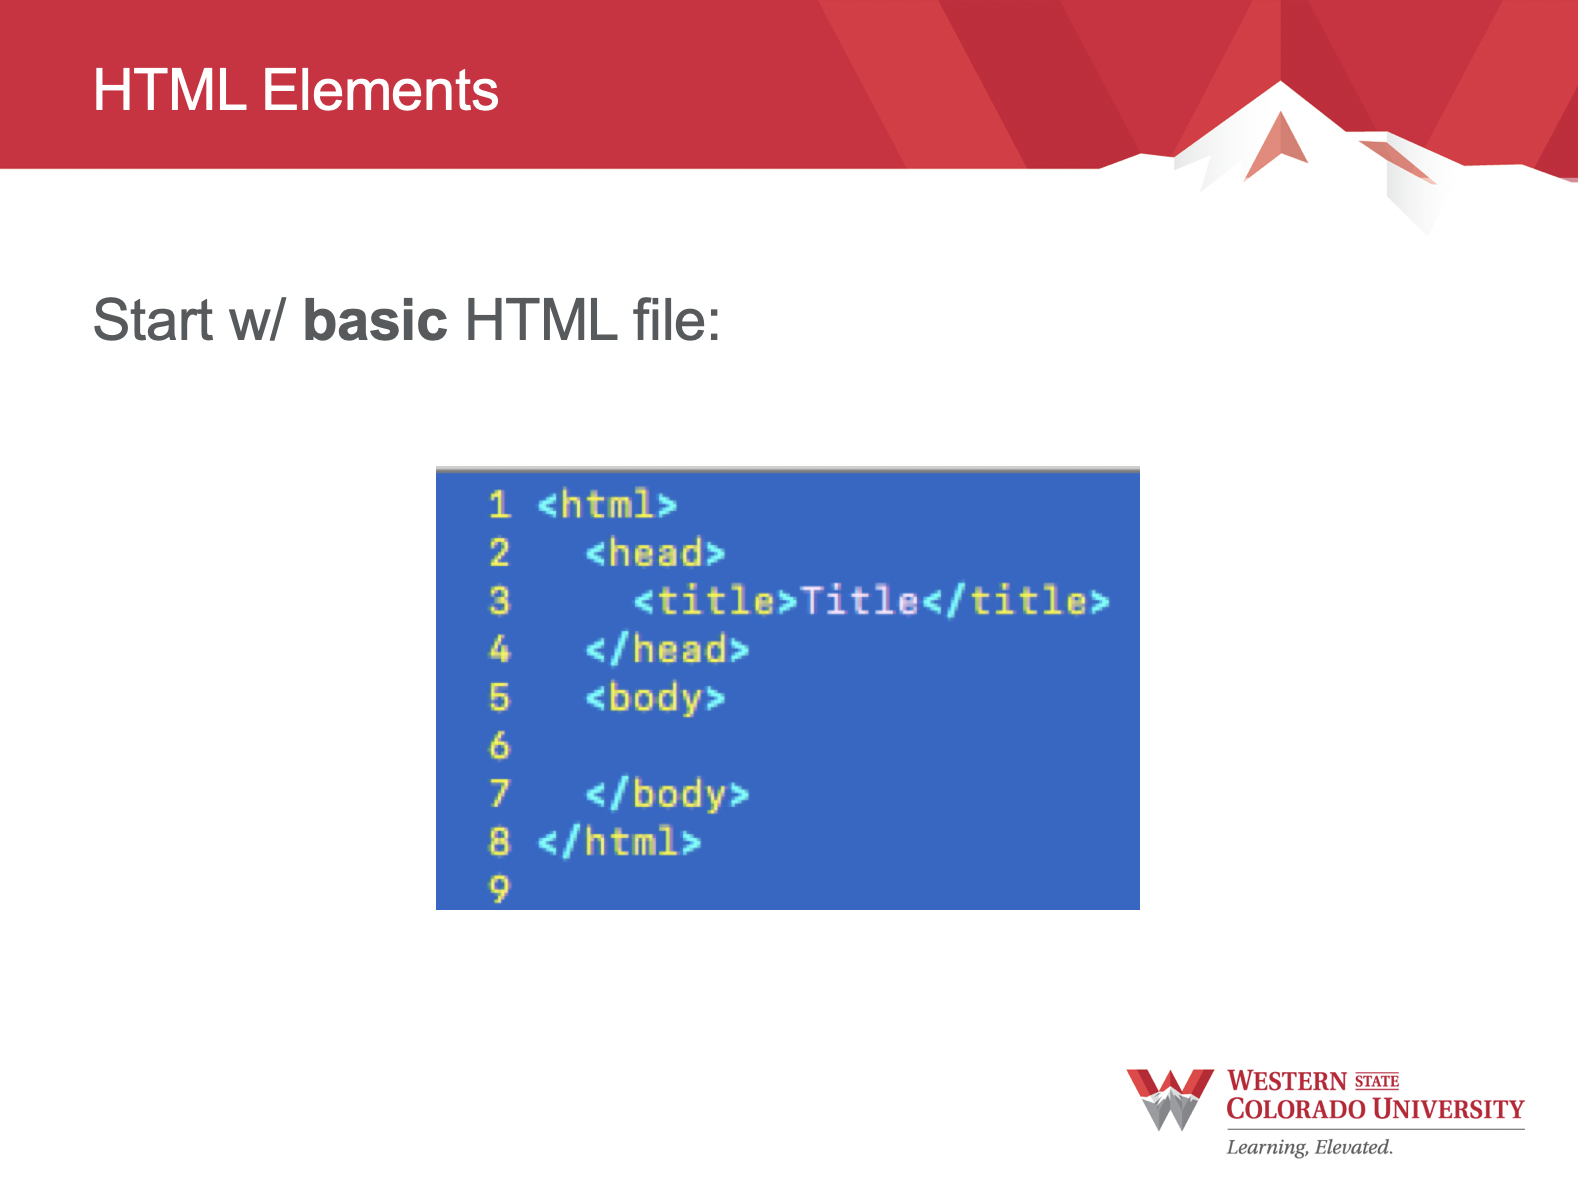 HTML Elements
Start w/ basic HTML file:
1 <html>
2   <head>
3     <title>Title</title>
4   </head>
5   <body>
6
7   </body>
8 </html>
9
WESTERN STATE
COLORADO UNIVERSITY
Learning, Elevated.